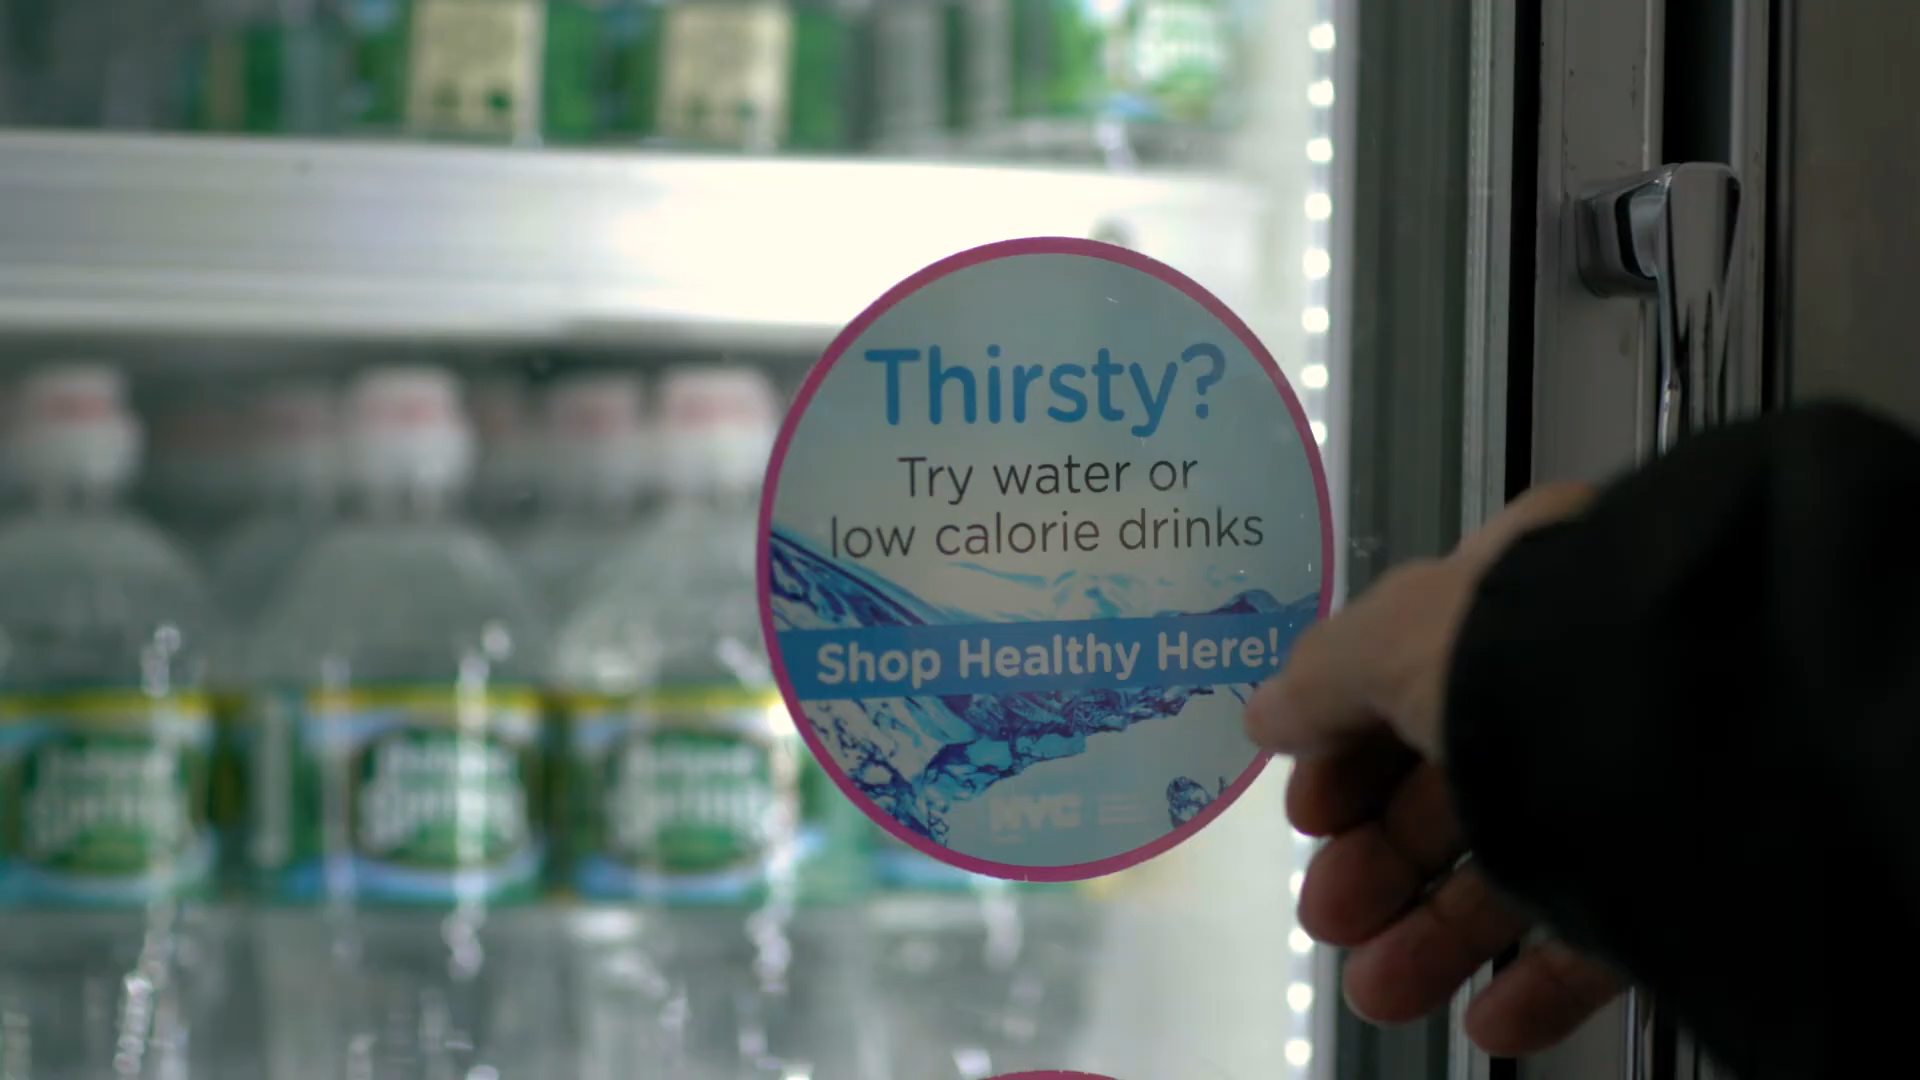 Thirsty?
Try water or
low calorie drinks
Shop Healthy Here!
NYC